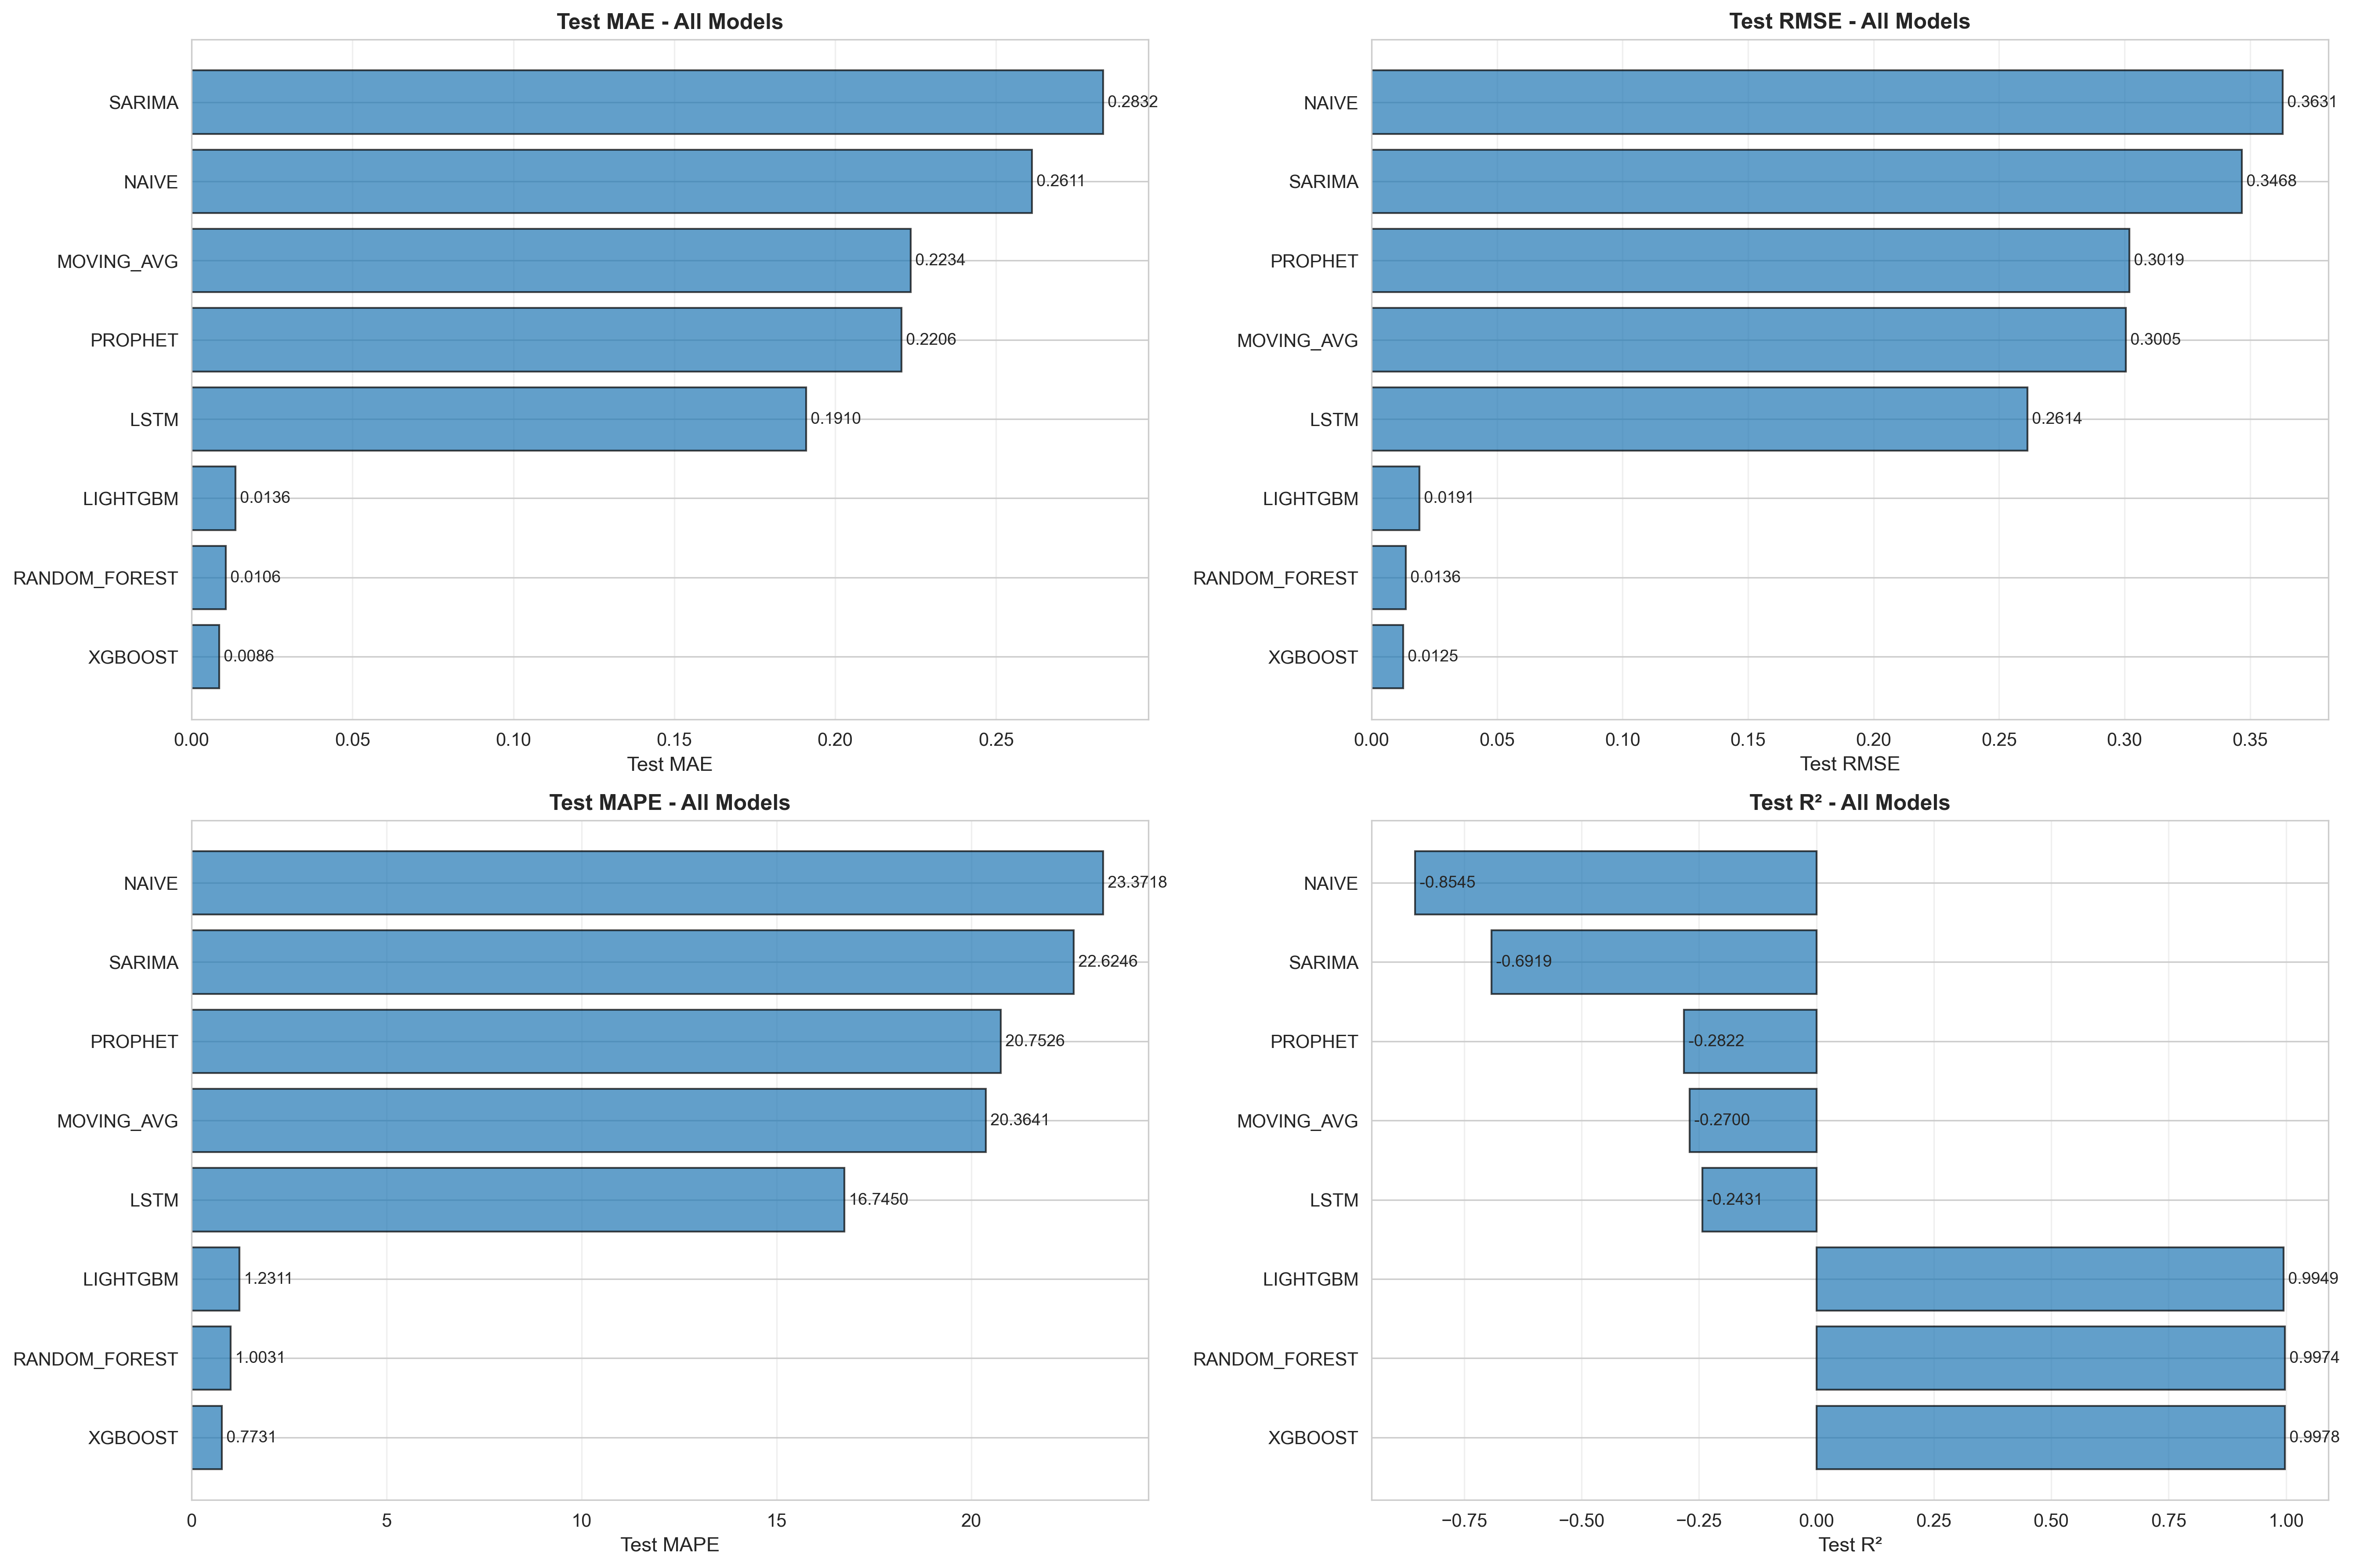 Test MAE - All Models
SARIMA 0.2832
NAIVE 0.2611
MOVING_AVG 0.2234
PROPHET 0.2206
LSTM 0.1910
LIGHTGBM 0.0136
RANDOM_FOREST 0.0106
XGBOOST 0.0086
0.00 0.05 0.10 0.15 0.20 0.25
Test MAE
Test RMSE - All Models
NAIVE 0.3631
SARIMA 0.3468
PROPHET 0.3019
MOVING_AVG 0.3005
LSTM 0.2614
LIGHTGBM 0.0191
RANDOM_FOREST 0.0136
XGBOOST 0.0125
0.00 0.05 0.10 0.15 0.20 0.25 0.30 0.35
Test RMSE
Test MAPE - All Models
NAIVE 23.3718
SARIMA 22.6246
PROPHET 20.7526
MOVING_AVG 20.3641
LSTM 16.7450
LIGHTGBM 1.2311
RANDOM_FOREST 1.0031
XGBOOST 0.7731
0 5 10 15 20
Test MAPE
Test R² - All Models
NAIVE -0.8545
SARIMA -0.6919
PROPHET -0.2822
MOVING_AVG -0.2700
LSTM -0.2431
LIGHTGBM 0.9949
RANDOM_FOREST 0.9974
XGBOOST 0.9978
−0.75 −0.50 −0.25 0.00 0.25 0.50 0.75 1.00
Test R²